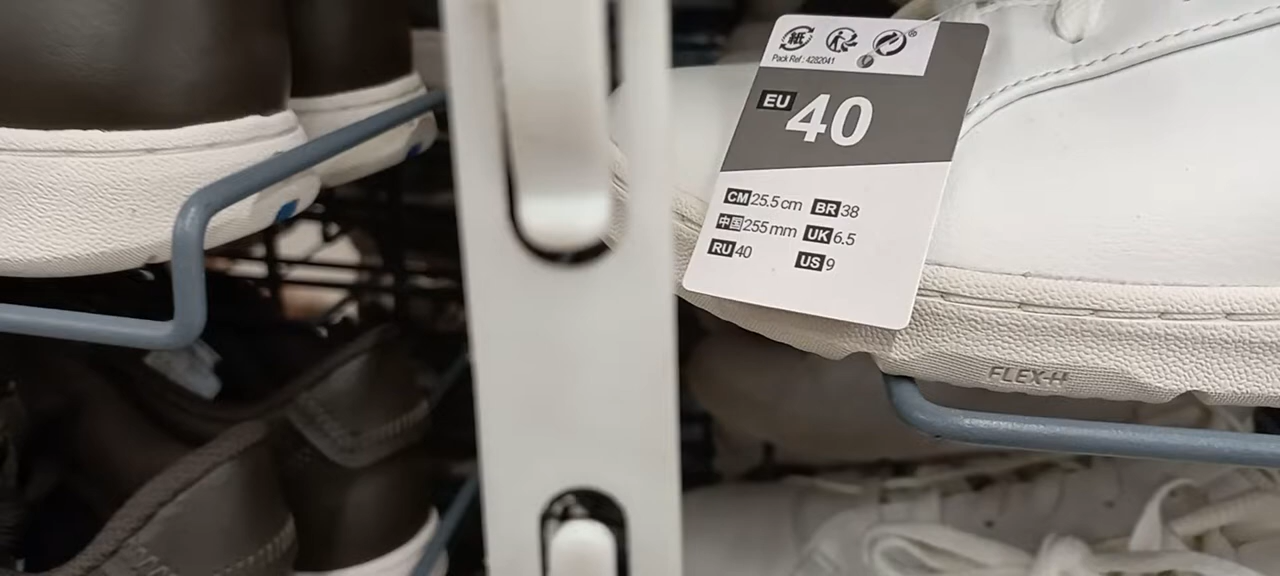 紙
®
Pack Ref.: 4282041
EU 40
CM 25.5 cm BR 38
中国 255 mm UK 6.5
RU 40 US 9
FLEX-H